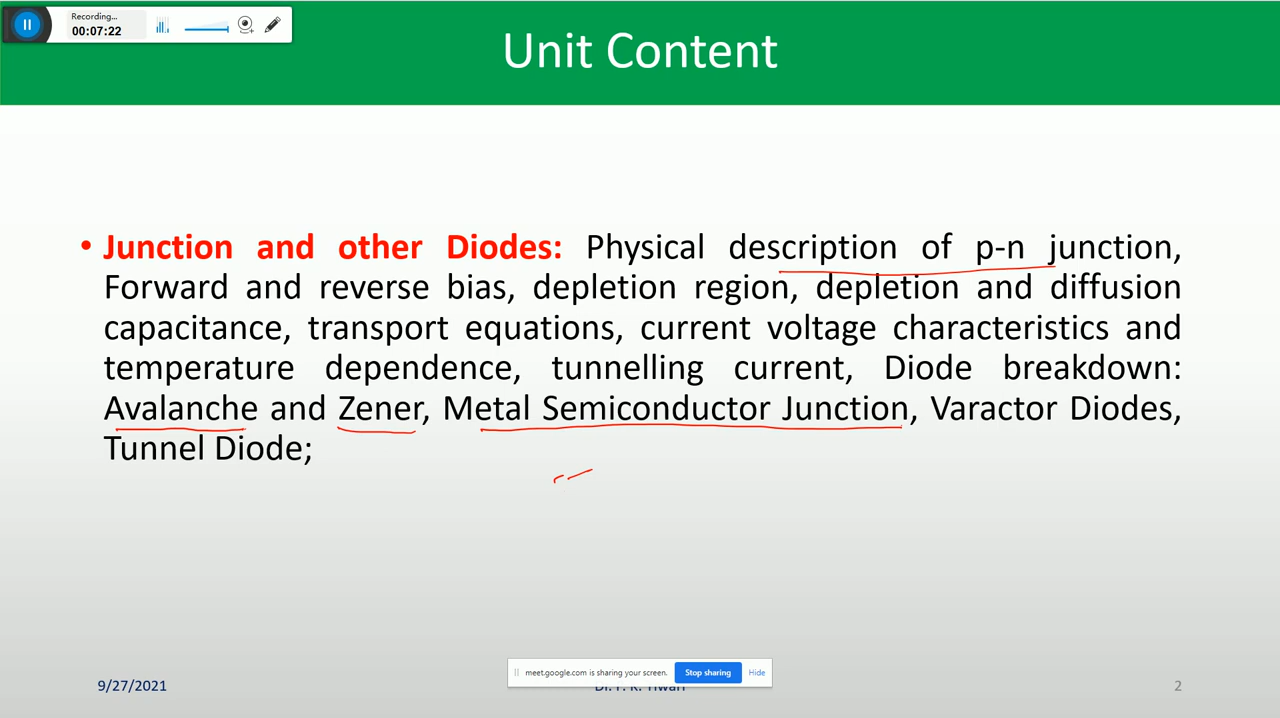 Recording...
00:07:22
Unit Content
• Junction and other Diodes: Physical description of p-n junction,
Forward and reverse bias, depletion region, depletion and diffusion
capacitance, transport equations, current voltage characteristics and
temperature dependence, tunnelling current, Diode breakdown:
Avalanche and Zener, Metal Semiconductor Junction, Varactor Diodes,
Tunnel Diode;
meet.google.com is sharing your screen. Stop sharing Hide
9/27/2021 2